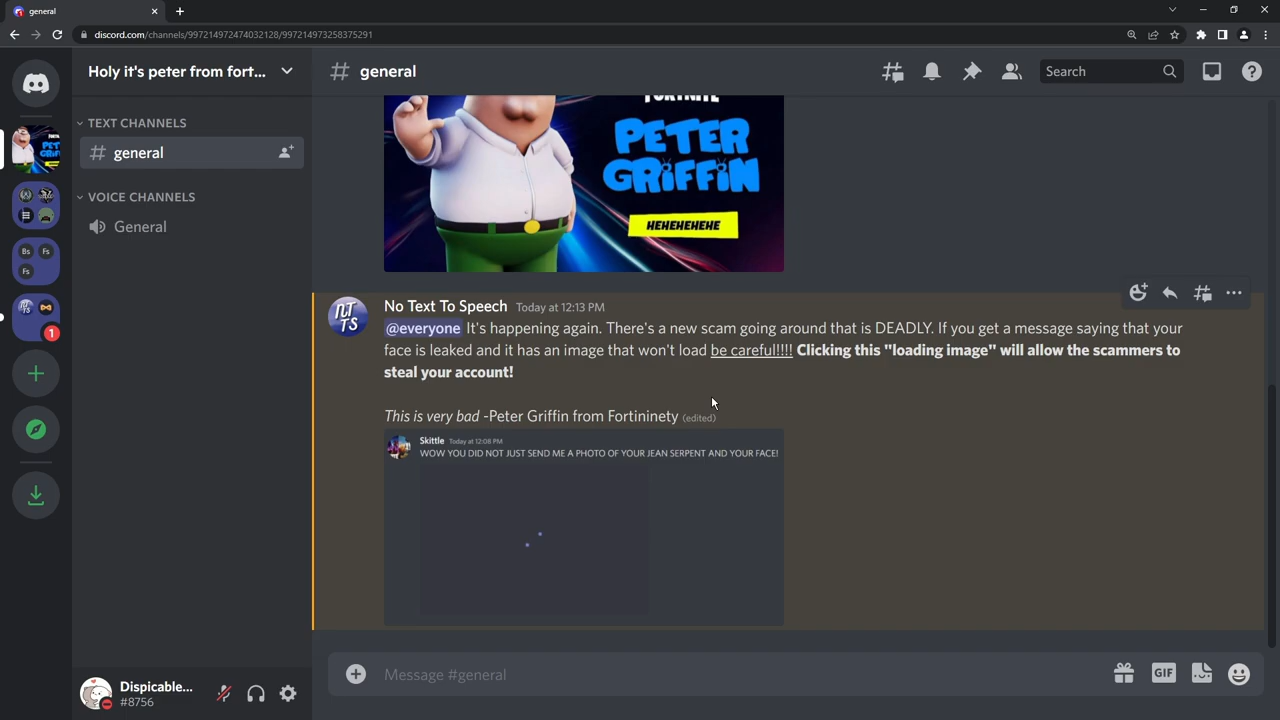 general
discord.com/channels/997214972474032128/997214973258375291
Holy it's peter from fort...
general
Search
TEXT CHANNELS
general
VOICE CHANNELS
General
FORTNITE
PETER
GRiFFiN
HEHEHEHEHE
NTTS
No Text To Speech Today at 12:13 PM
@everyone It's happening again. There's a new scam going around that is DEADLY. If you get a message saying that your
face is leaked and it has an image that won't load be careful!!!! Clicking this "loading image" will allow the scammers to
steal your account!
This is very bad -Peter Griffin from Fortininety (edited)
Skittle Today at 12:08 PM
WOW YOU DID NOT JUST SEND ME A PHOTO OF YOUR JEAN SERPENT AND YOUR FACE!
Bs Fs
Fs
1
Dispicable...
#8756
Message #general
GIF